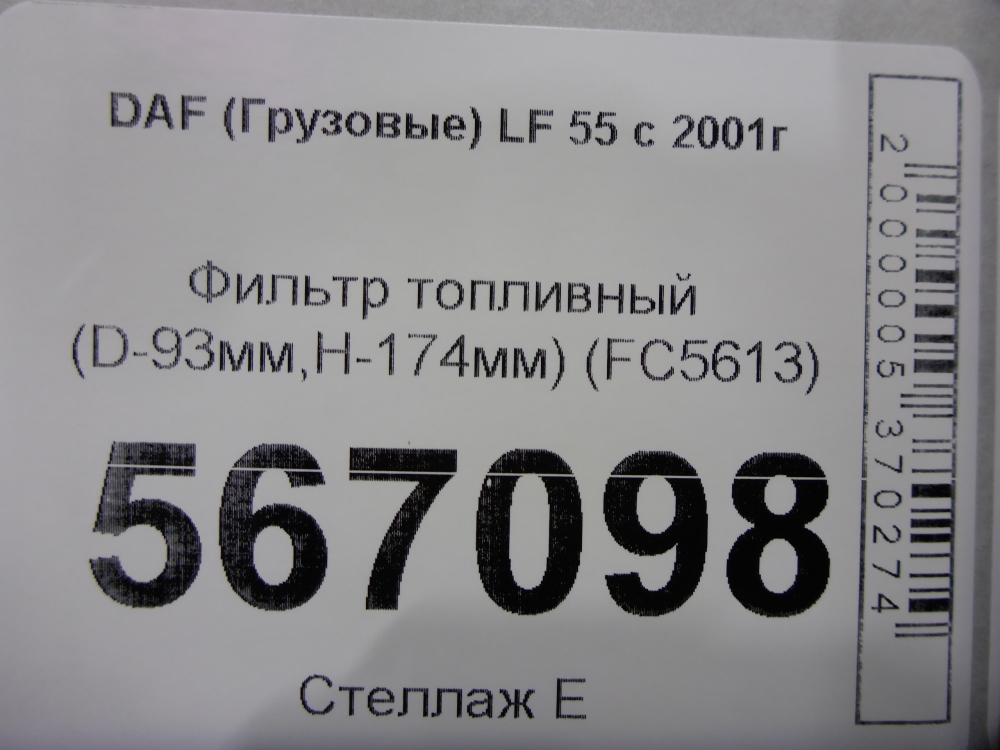 DAF (Грузовые) LF 55 с 2001г
Фильтр топливный
(D-93мм,H-174мм) (FC5613)
567098
Стеллаж Е
2000005370274